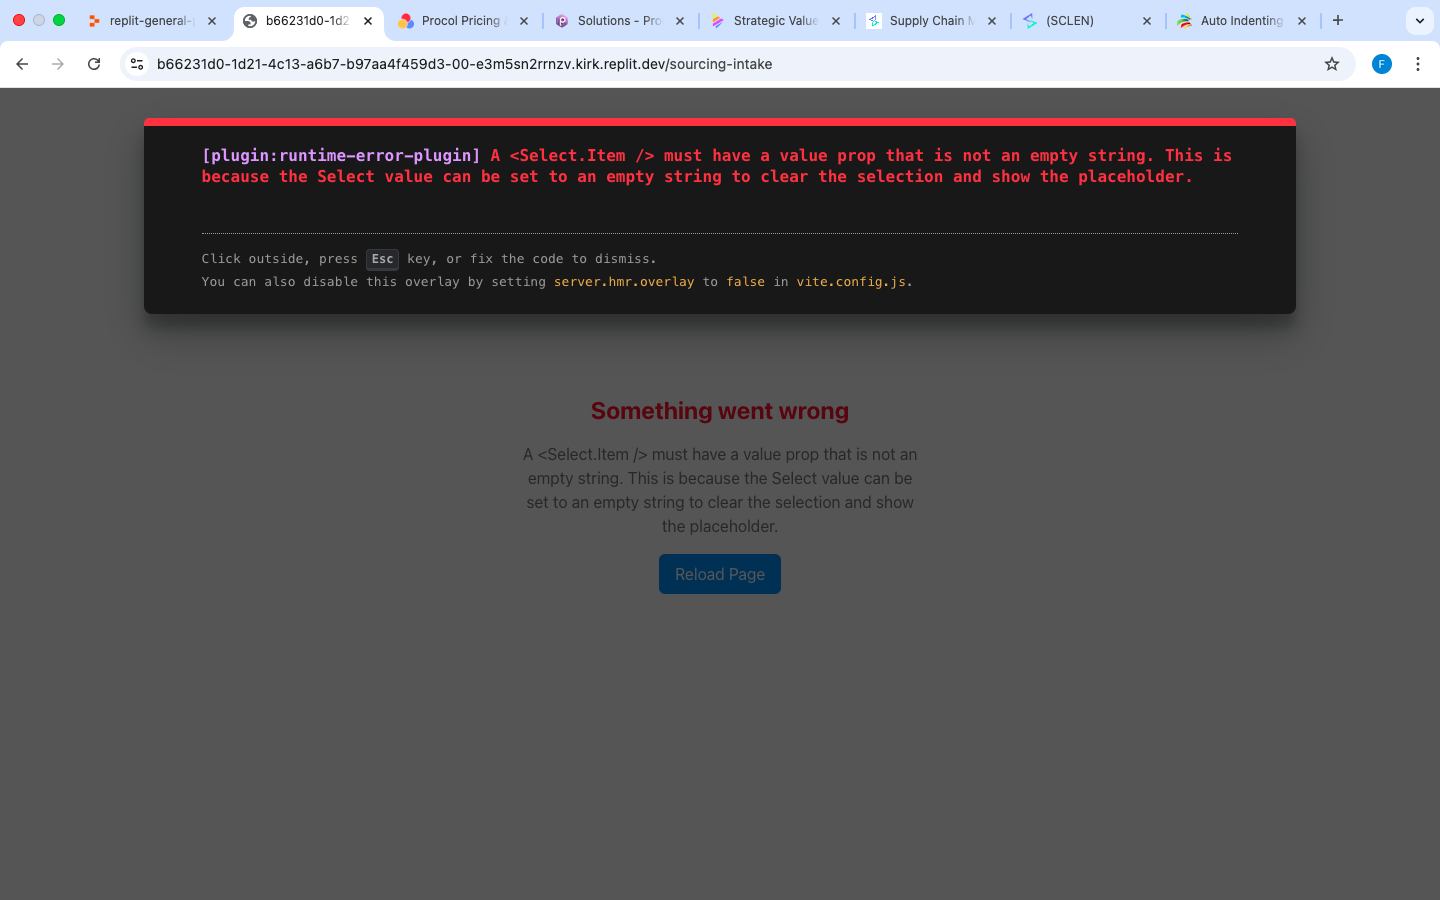 replit-general-
b66231d0-1d2
Procol Pricing
Solutions - Pro
Strategic Value
Supply Chain M
(SCLEN)
Auto Indenting
b66231d0-1d21-4c13-a6b7-b97aa4f459d3-00-e3m5sn2rrnzv.kirk.replit.dev/sourcing-intake
F
[plugin:runtime-error-plugin] A <Select.Item /> must have a value prop that is not an empty string. This is
because the Select value can be set to an empty string to clear the selection and show the placeholder.
Click outside, press Esc key, or fix the code to dismiss.
You can also disable this overlay by setting server.hmr.overlay to false in vite.config.js.
Something went wrong
A <Select.Item /> must have a value prop that is not an
empty string. This is because the Select value can be
set to an empty string to clear the selection and show
the placeholder.
Reload Page